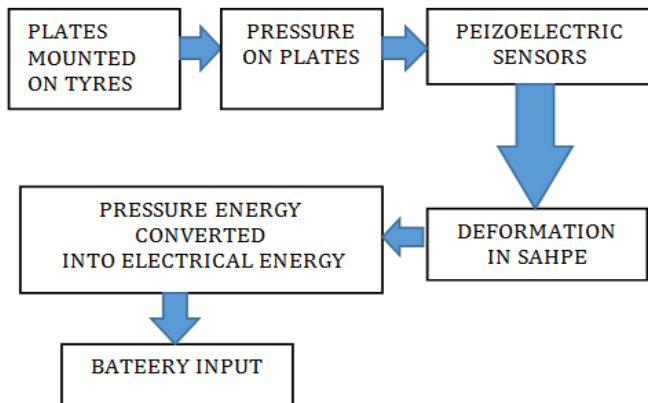 PLATES
MOUNTED
ON TYRES
PRESSURE
ON PLATES
PEIZOELECTRIC
SENSORS
DEFORMATION
IN SAHPE
PRESSURE ENERGY
CONVERTED
INTO ELECTRICAL ENERGY
BATEERY INPUT